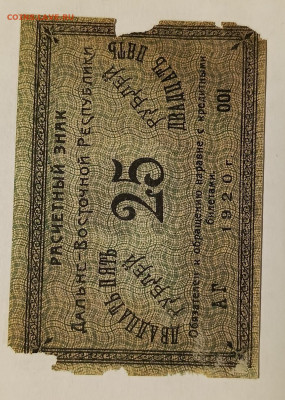 РАСЧЕТНЫЙ ЗНАК
Дальне-Восточной Республики
ДВАДЦАТЬ ПЯТЬ
РУБЛЕЙ
25
ДВАДЦАТЬ ПЯТЬ
РУБЛЕЙ
Обязателен к обращению наравне с кредитными
билетами.
АГ 1920 г. 001